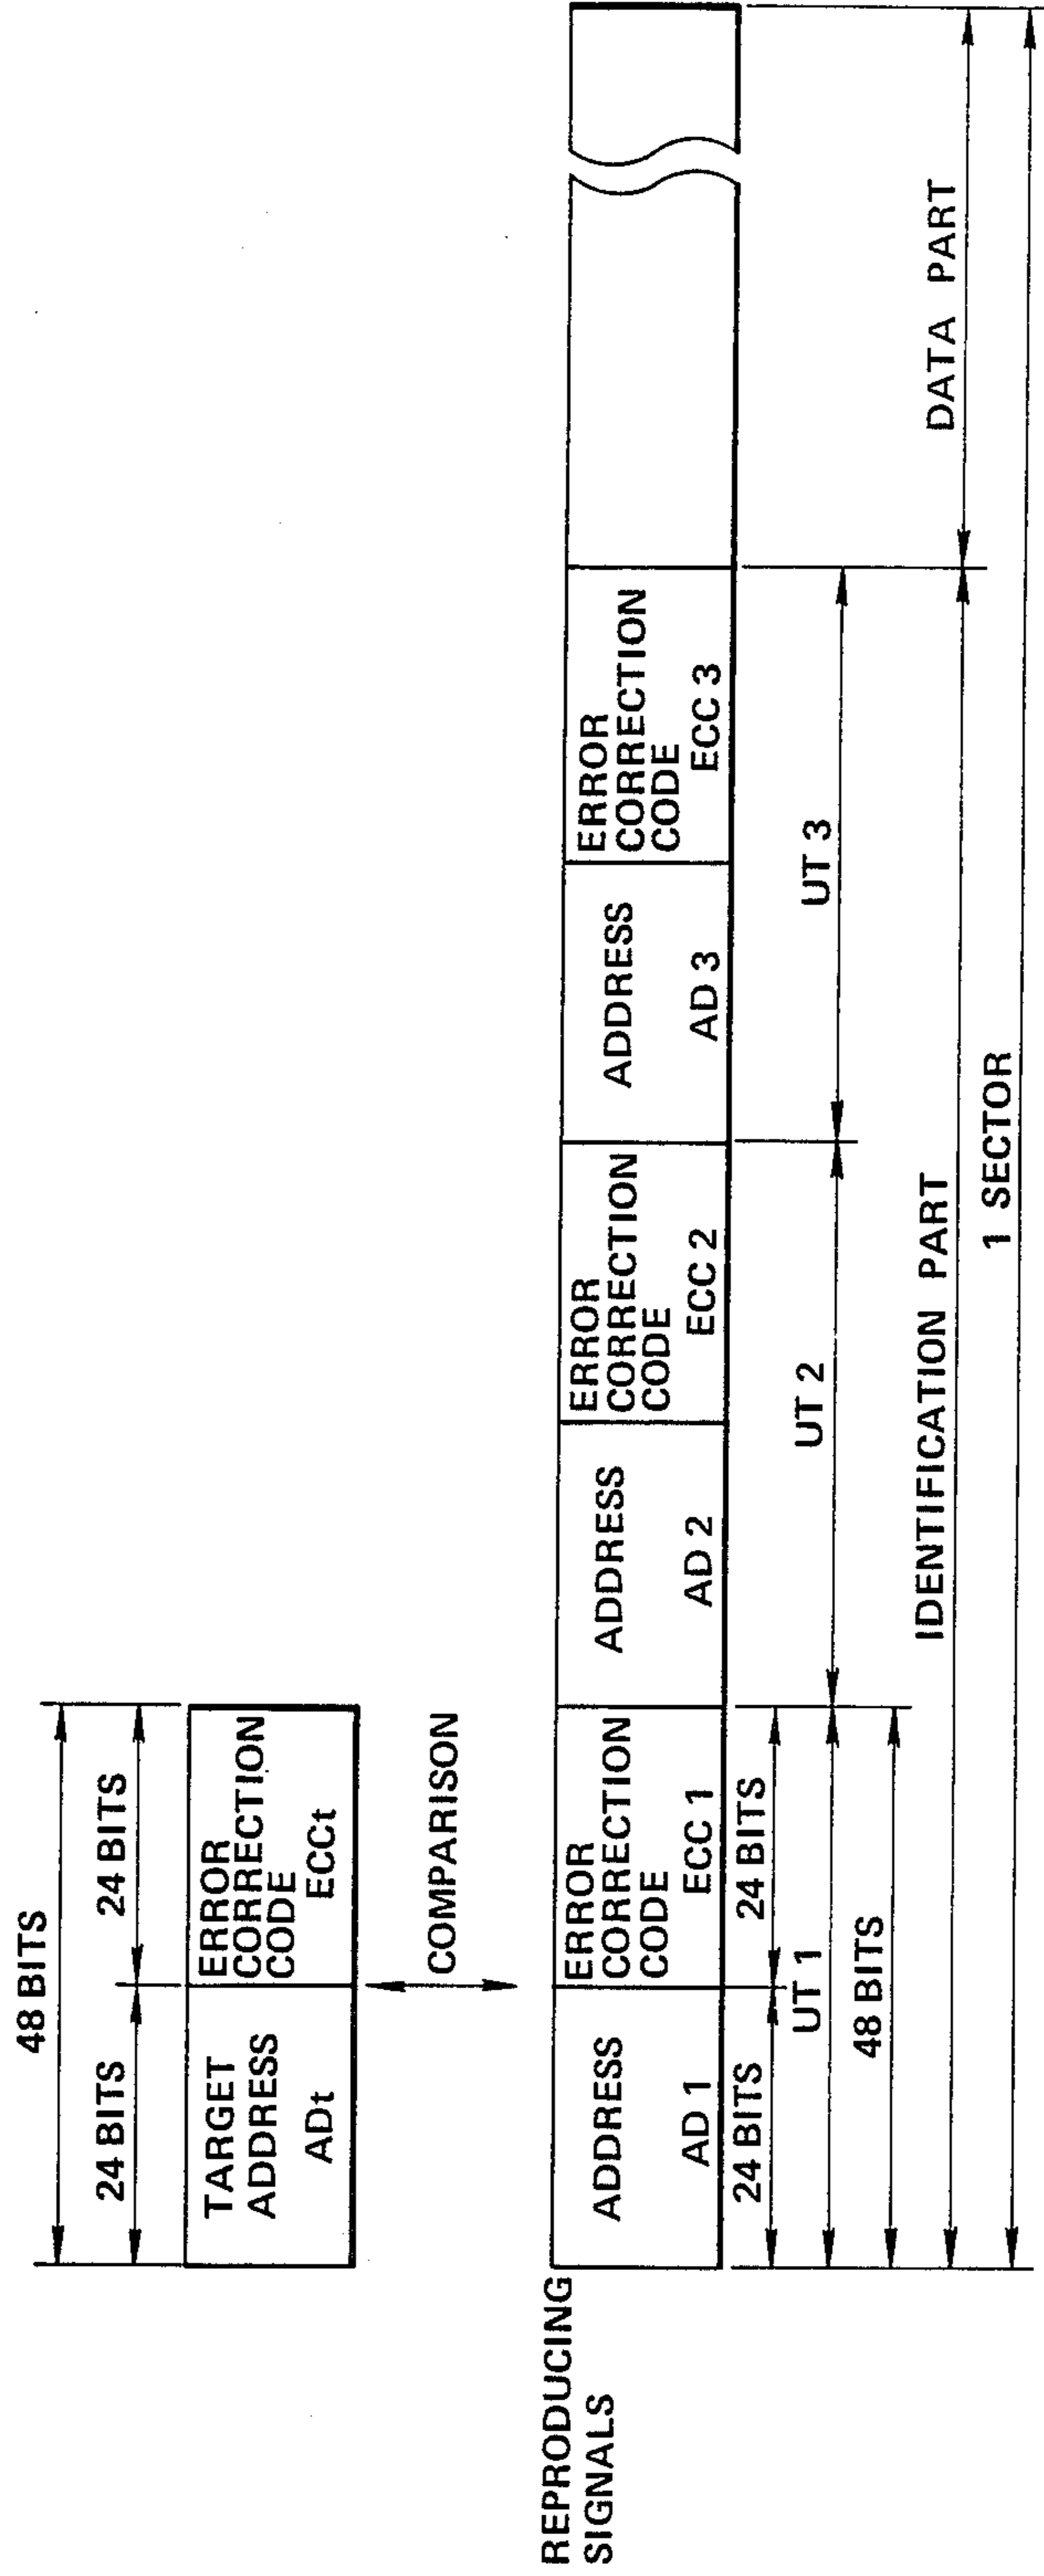 48 BITS
24 BITS
24 BITS
TARGET
ADDRESS
ADt
ERROR
CORRECTION
CODE
ECCt
COMPARISON
REPRODUCING
SIGNALS
ADDRESS
AD 1
ERROR
CORRECTION
CODE
ECC 1
ADDRESS
AD 2
ERROR
CORRECTION
CODE
ECC 2
ADDRESS
AD 3
ERROR
CORRECTION
CODE
ECC 3
24 BITS
24 BITS
UT 1
UT 2
UT 3
48 BITS
IDENTIFICATION PART
DATA PART
1 SECTOR